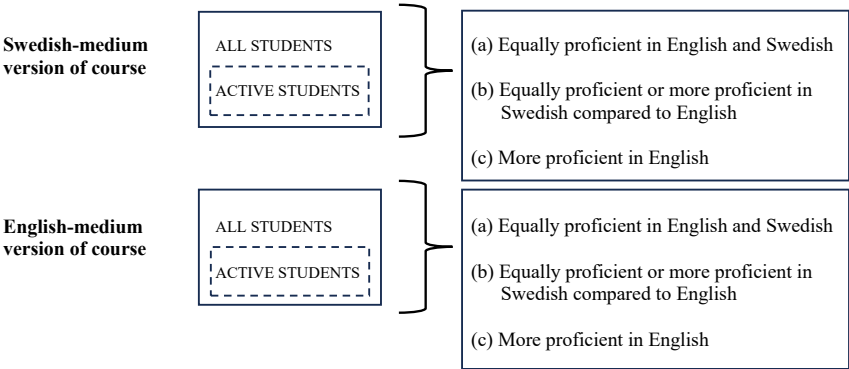 Swedish-medium
version of course
ALL STUDENTS
ACTIVE STUDENTS
(a) Equally proficient in English and Swedish
(b) Equally proficient or more proficient in
Swedish compared to English
(c) More proficient in English
English-medium
version of course
ALL STUDENTS
ACTIVE STUDENTS
(a) Equally proficient in English and Swedish
(b) Equally proficient or more proficient in
Swedish compared to English
(c) More proficient in English